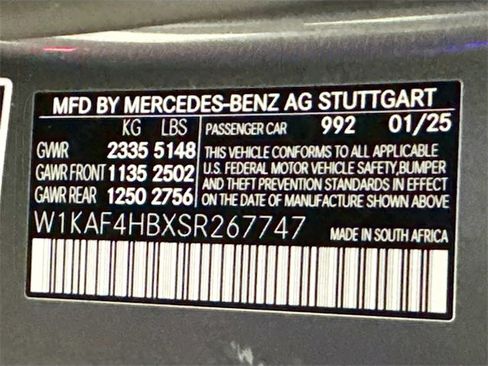 MFD BY MERCEDES-BENZ AG STUTTGART
KG LBS
GVWR 2335 5148
GAWR FRONT 1135 2502
GAWR REAR 1250 2756
PASSENGER CAR 992 01/25
THIS VEHICLE CONFORMS TO ALL APPLICABLE
U.S. FEDERAL MOTOR VEHICLE SAFETY, BUMPER
AND THEFT PREVENTION STANDARDS IN EFFECT
ON THE DATE OF MANUFACTURE SHOWN ABOVE.
W1KAF4HBXSR267747 MADE IN SOUTH AFRICA
W